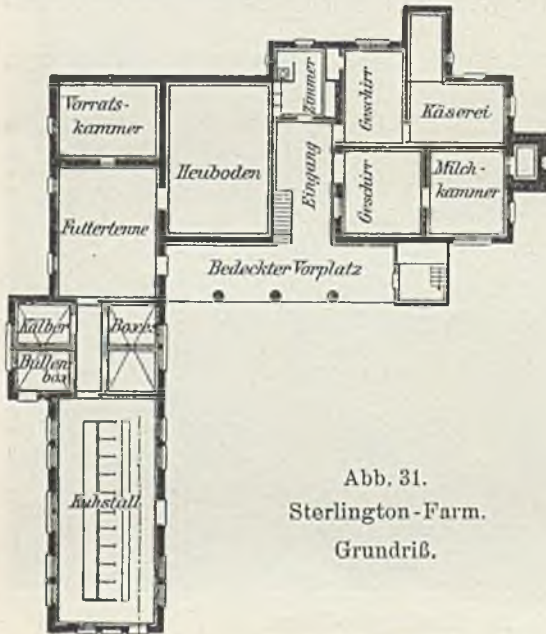 Vorrats-
kammer
Heuboden
Zimmer
Geschirr
Käserei
Eingang
Geschirr
Milch-
kammer
Futtertenne
Bedeckter Vorplatz
Kälber
Boxes
Bullen-
box
Kuhstall
Abb. 31.
Sterlington-Farm.
Grundriß.